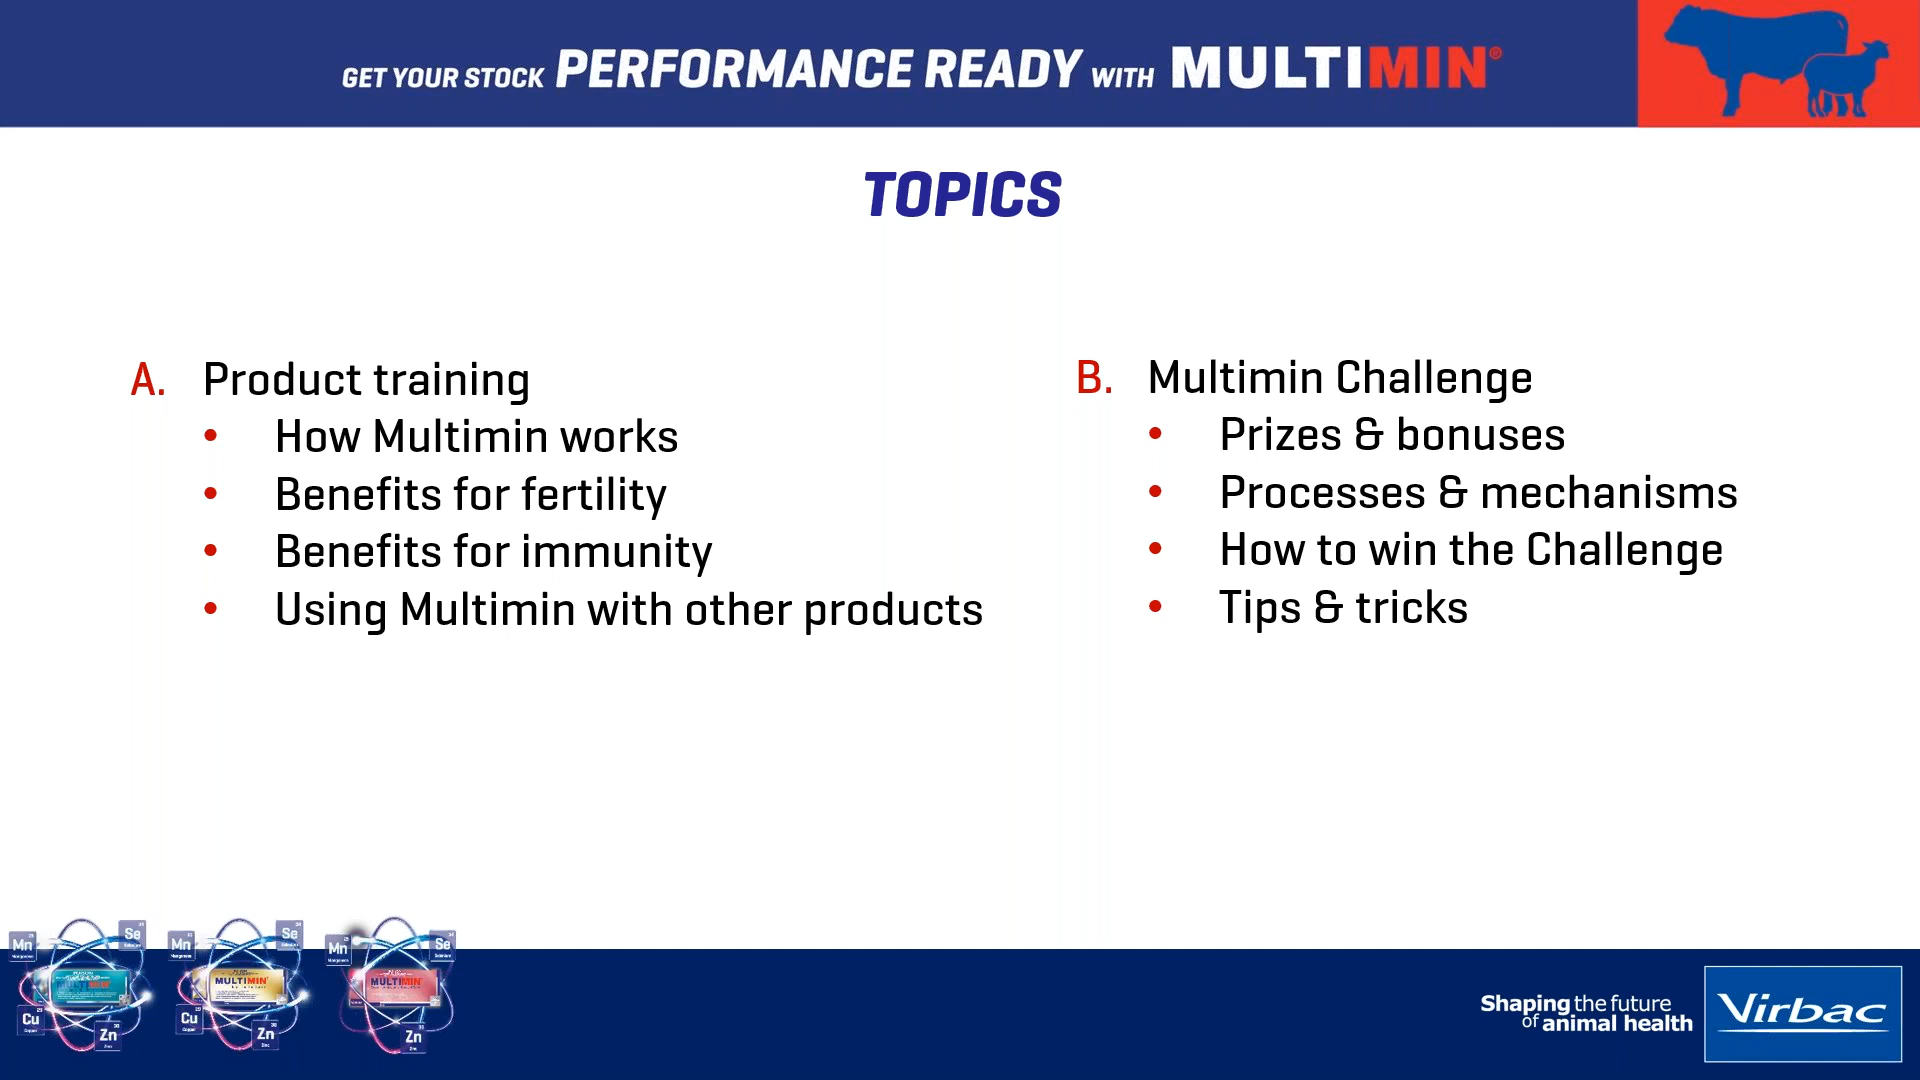 GET YOUR STOCK PERFORMANCE READY WITH MULTIMIN®
TOPICS
A. Product training
• How Multimin works
• Benefits for fertility
• Benefits for immunity
• Using Multimin with other products
B. Multimin Challenge
• Prizes & bonuses
• Processes & mechanisms
• How to win the Challenge
• Tips & tricks
Mn
Se
Cu
Zn
MULTIMIN
Mn
Se
Cu
Zn
MULTIMIN
Mn
Se
Zn
MULTIMIN
Shaping the future
of animal health
Virbac